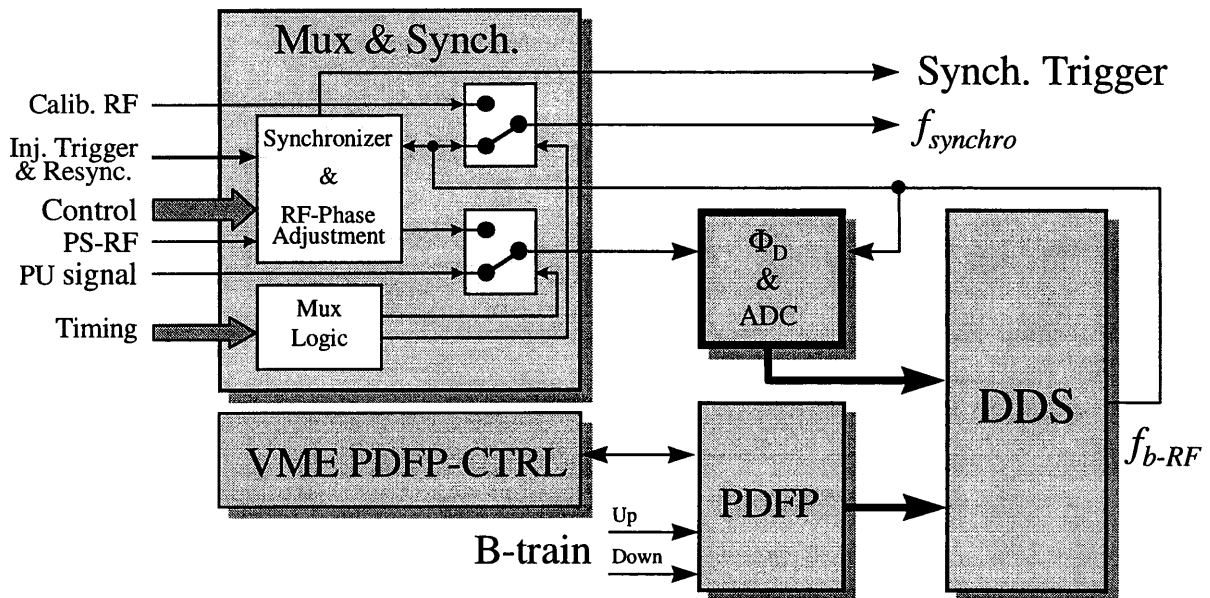 Mux & Synch.
Synch. Trigger
Calib. RF
Synchronizer
&
RF-Phase
Adjustment
f_synchro
Inj. Trigger
& Resync.
Control
PS-RF
PU signal
Φ_D
&
ADC
Timing
Mux
Logic
DDS
f_b-RF
VME PDFP-CTRL
PDFP
B-train
Up
Down